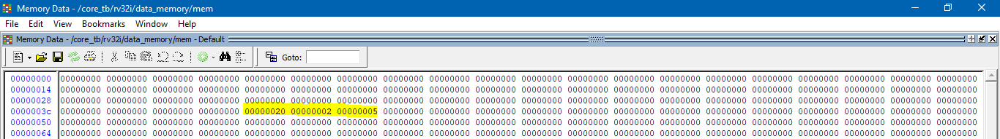 Memory Data - /core_tb/rv32i/data_memory/mem
File Edit View Bookmarks Window Help
Memory Data - /core_tb/rv32i/data_memory/mem - Default
Goto:
00000000 00000000 00000000 00000000 00000000 00000000 00000000 00000000 00000000 00000000 00000000 00000000 00000000 00000000 00000000 00000000 00000000 00000000 00000000 00000000 00000000
00000014 00000000 00000000 00000000 00000000 00000000 00000000 00000000 00000000 00000000 00000000 00000000 00000000 00000000 00000000 00000000 00000000 00000000 00000000 00000000 00000000
00000028 00000000 00000000 00000000 00000000 00000000 00000000 00000000 00000000 00000000 00000000 00000000 00000000 00000000 00000000 00000000 00000000 00000000 00000000 00000000 00000000
0000003c 00000000 00000000 00000000 00000000 00000020 00000002 00000005 00000000 00000000 00000000 00000000 00000000 00000000 00000000 00000000 00000000 00000000 00000000 00000000 00000000
00000050 00000000 00000000 00000000 00000000 00000000 00000000 00000000 00000000 00000000 00000000 00000000 00000000 00000000 00000000 00000000 00000000 00000000 00000000 00000000 00000000
00000064 00000000 00000000 00000000 00000000 00000000 00000000 00000000 00000000 00000000 00000000 00000000 00000000 00000000 00000000 00000000 00000000 00000000 00000000 00000000 00000000